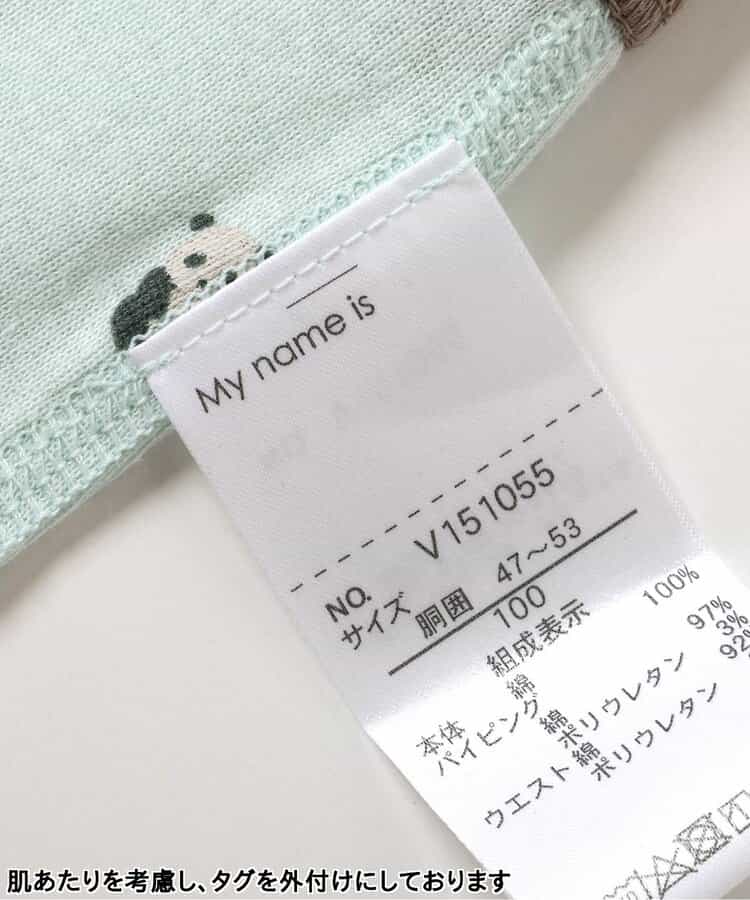 My name is
NO. V151055
サイズ 胴囲 47～53
100
組成表示
本体 綿 100%
パイピング 綿 97%
ポリウレタン 3%
ウエスト 綿 92%
ポリウレタン
肌あたりを考慮し、タグを外付けにしております